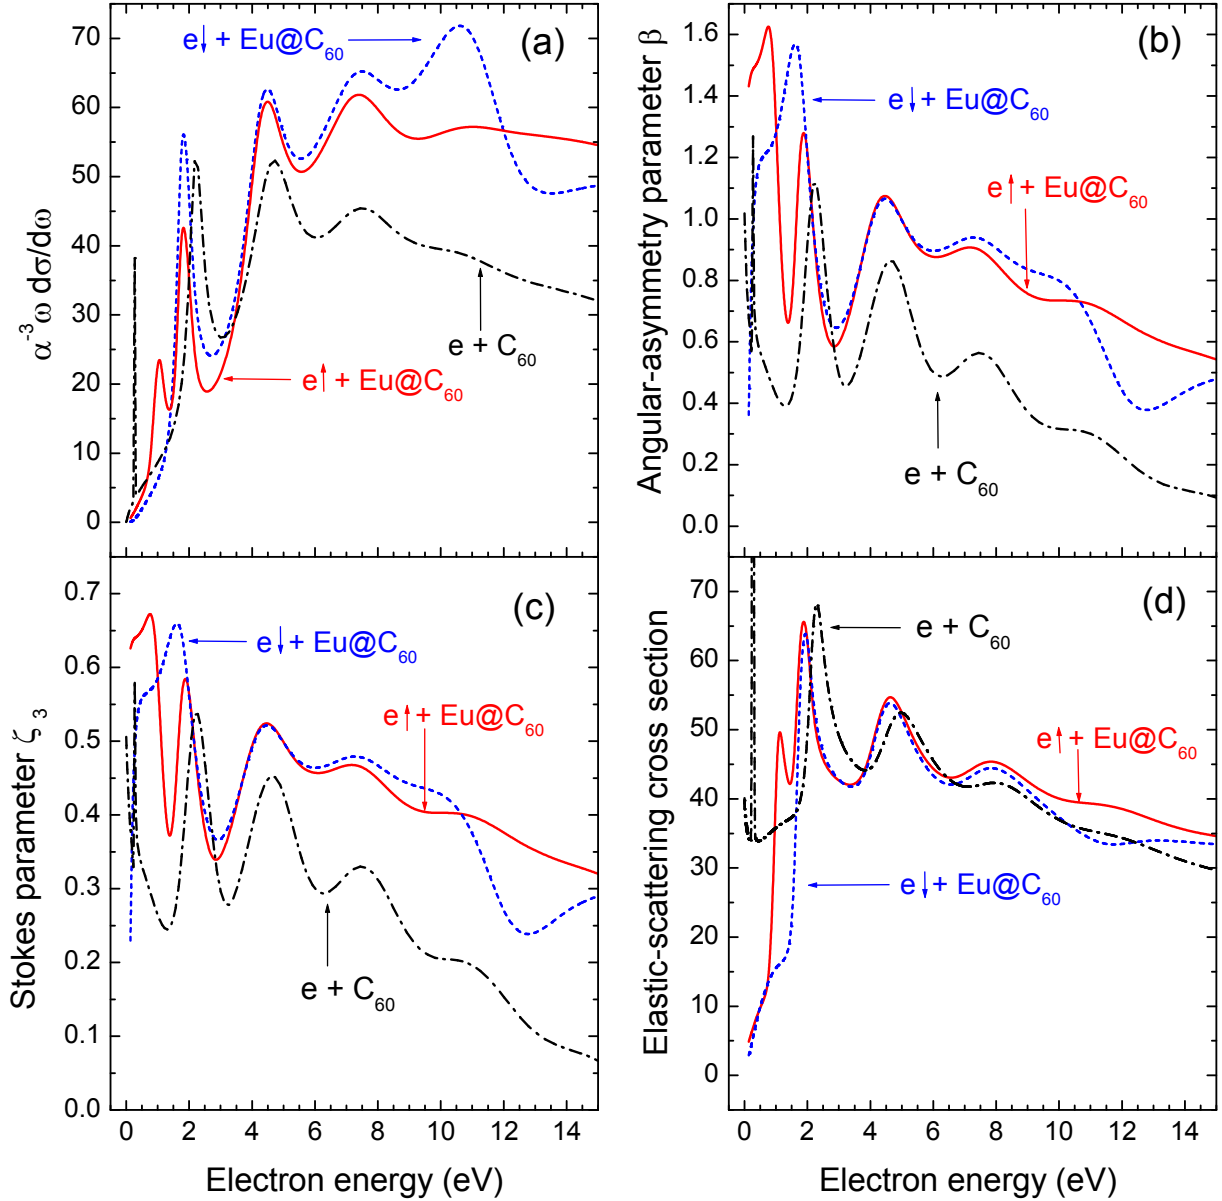 (a)
e↓ + Eu@C₆₀
e + C₆₀
e↑ + Eu@C₆₀
α⁻³ ω dσ/dω
70
60
50
40
30
20
10
0
(b)
e↓ + Eu@C₆₀
e↑ + Eu@C₆₀
e + C₆₀
Angular-asymmetry parameter β
1.6
1.4
1.2
1.0
0.8
0.6
0.4
0.2
0.0
(c)
e↓ + Eu@C₆₀
e↑ + Eu@C₆₀
e + C₆₀
Stokes parameter ζ₃
0.7
0.6
0.5
0.4
0.3
0.2
0.1
0.0
0 2 4 6 8 10 12 14
Electron energy (eV)
(d)
e + C₆₀
e↑ + Eu@C₆₀
e↓ + Eu@C₆₀
Elastic-scattering cross section
70
60
50
40
30
20
10
0
0 2 4 6 8 10 12 14
Electron energy (eV)